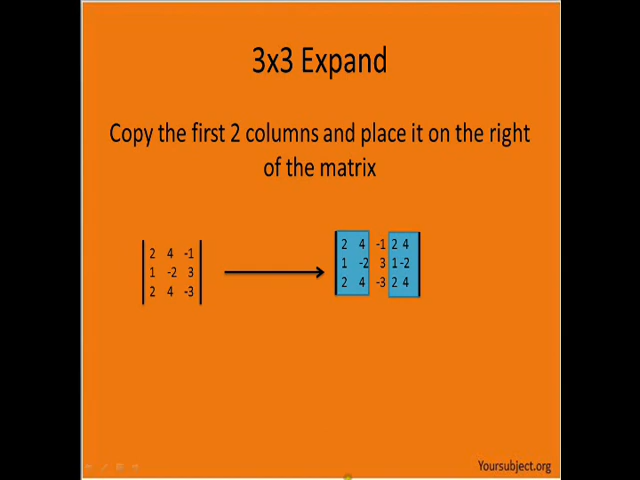 3x3 Expand
Copy the first 2 columns and place it on the right
of the matrix
2 4 -1
1 -2 3
2 4 -3
2 4 -1 2 4
1 -2 3 1 -2
2 4 -3 2 4
Yoursubject.org